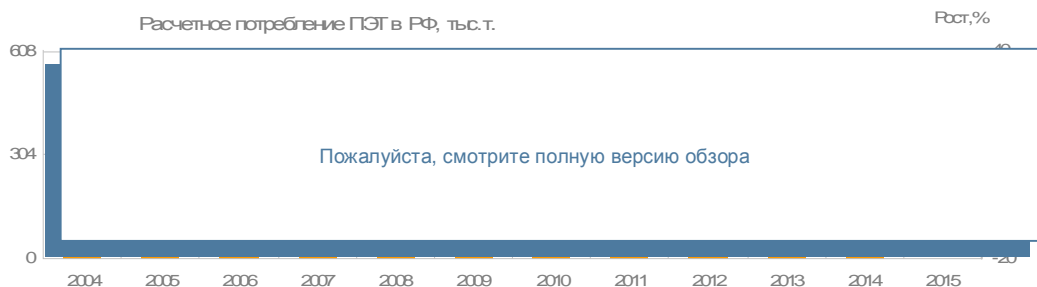 Расчетное потребление ПЭТ в РФ, тыс. т.
Рост,%
608
40
304
Пожалуйста, смотрите полную версию обзора
0
-20
2004 2005 2006 2007 2008 2009 2010 2011 2012 2013 2014 2015